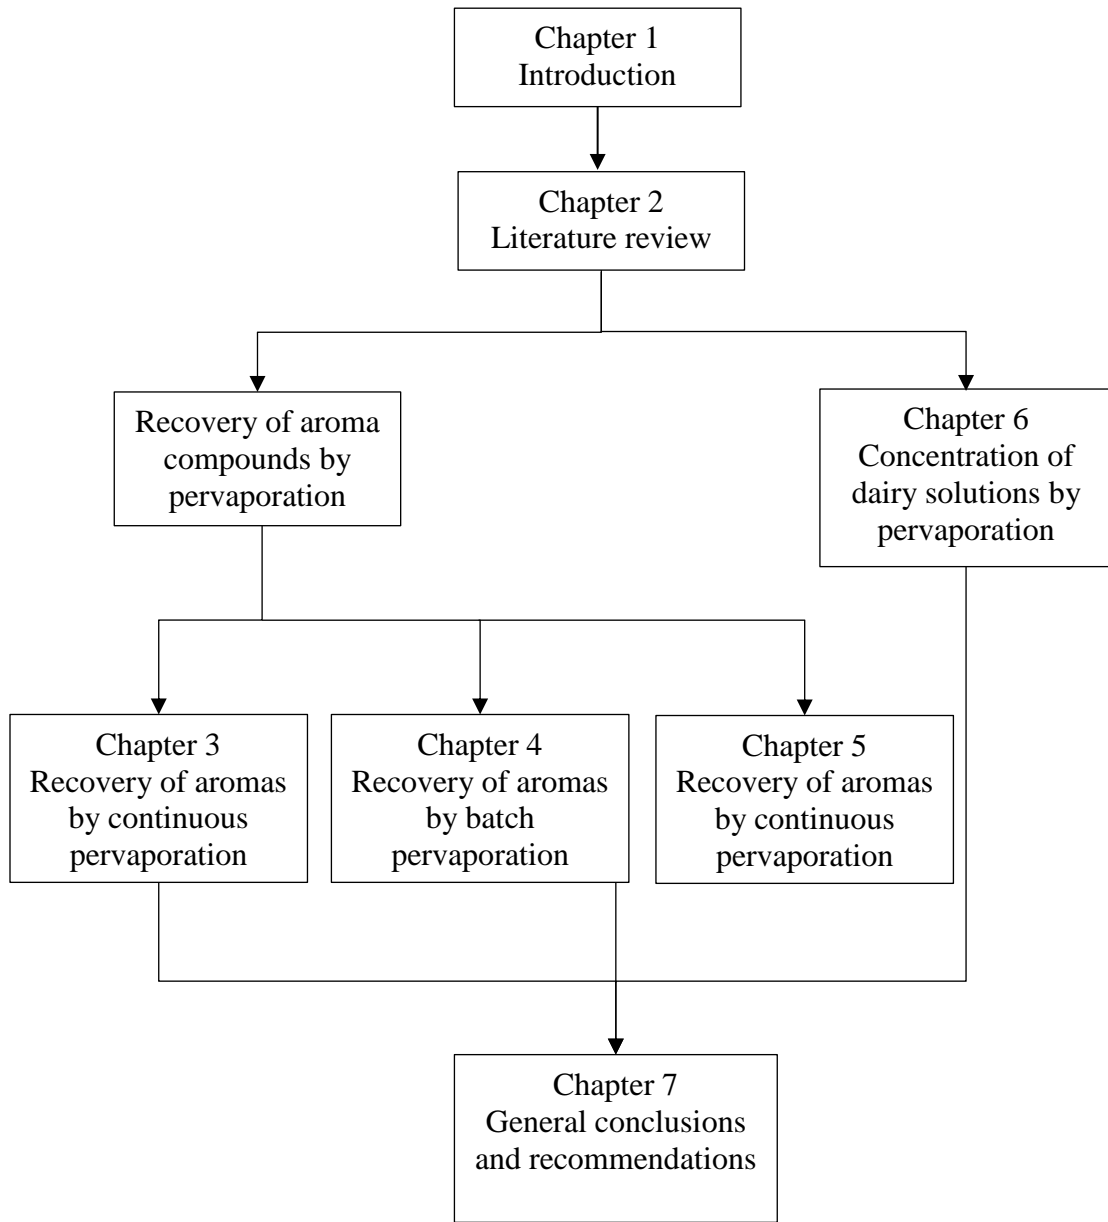 Chapter 1
Introduction
Chapter 2
Literature review
Recovery of aroma
compounds by
pervaporation
Chapter 6
Concentration of
dairy solutions by
pervaporation
Chapter 3
Recovery of aromas
by continuous
pervaporation
Chapter 4
Recovery of aromas
by batch
pervaporation
Chapter 5
Recovery of aromas
by continuous
pervaporation
Chapter 7
General conclusions
and recommendations